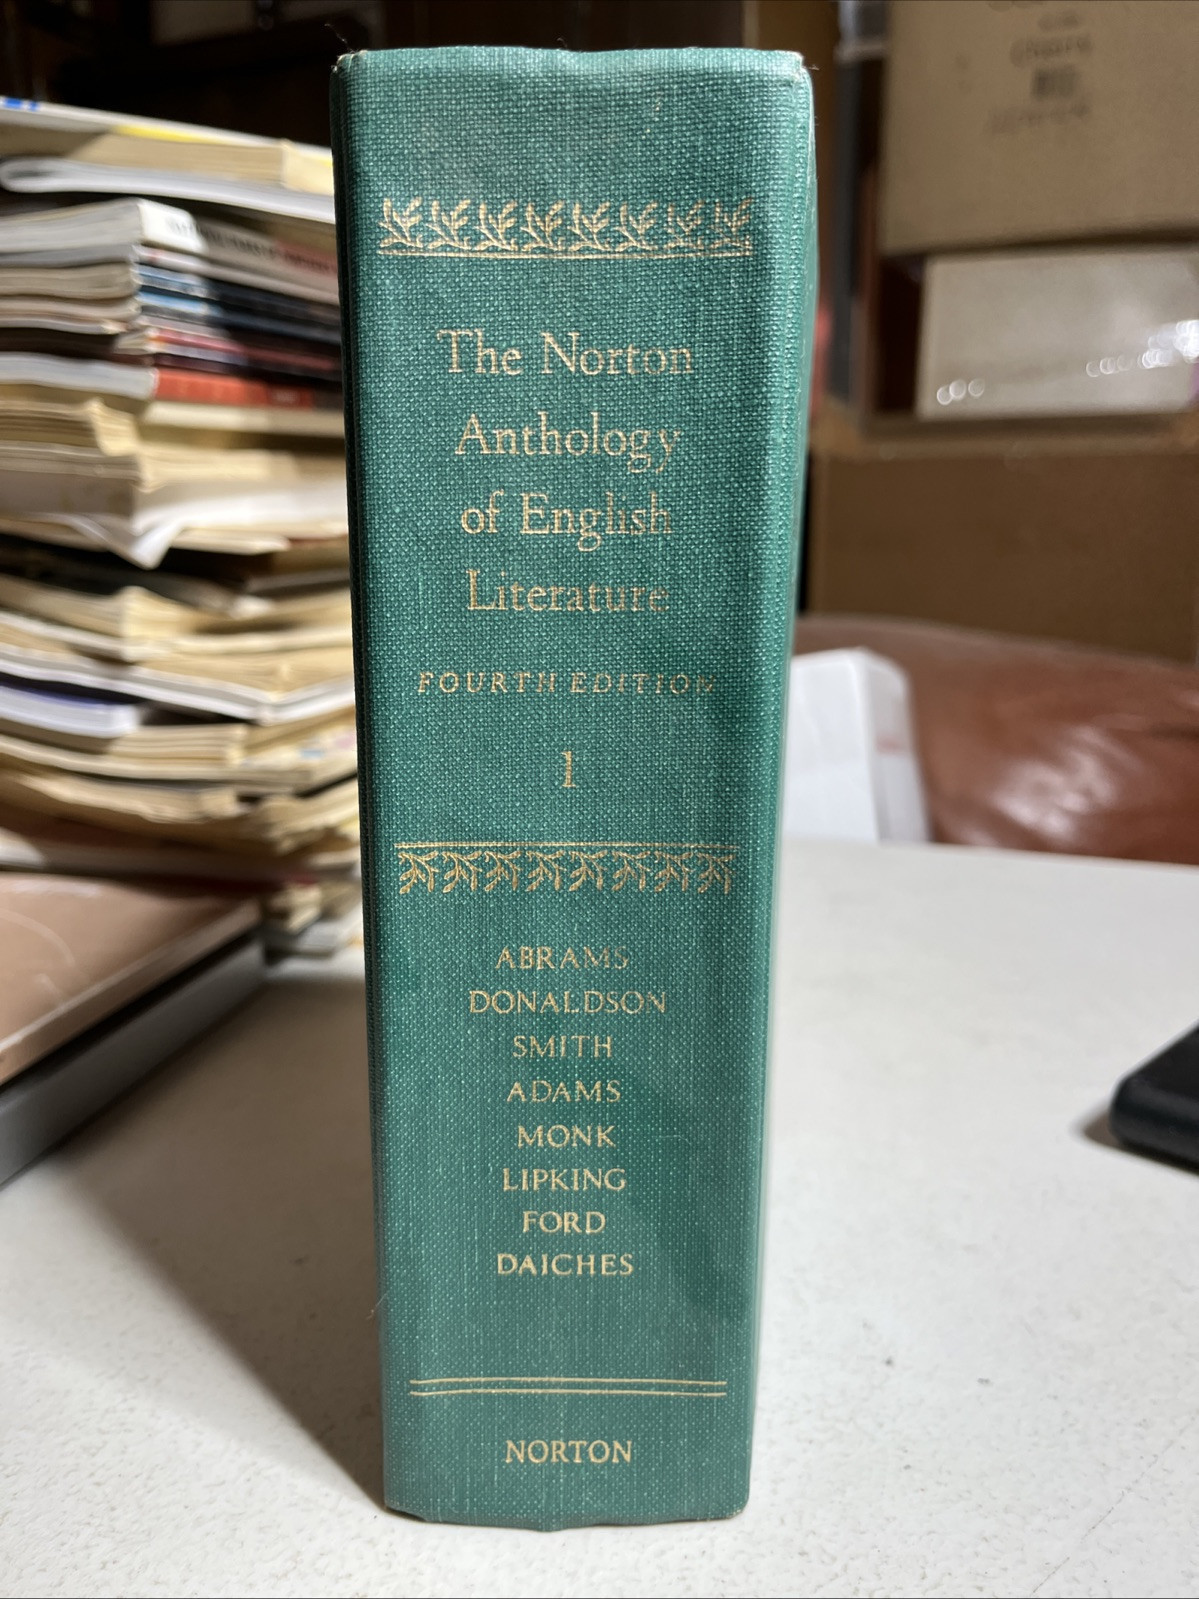 The Norton
Anthology
of English
Literature
FOURTH EDITION
1
ABRAMS
DONALDSON
SMITH
ADAMS
MONK
LIPKING
FORD
DAICHES
NORTON